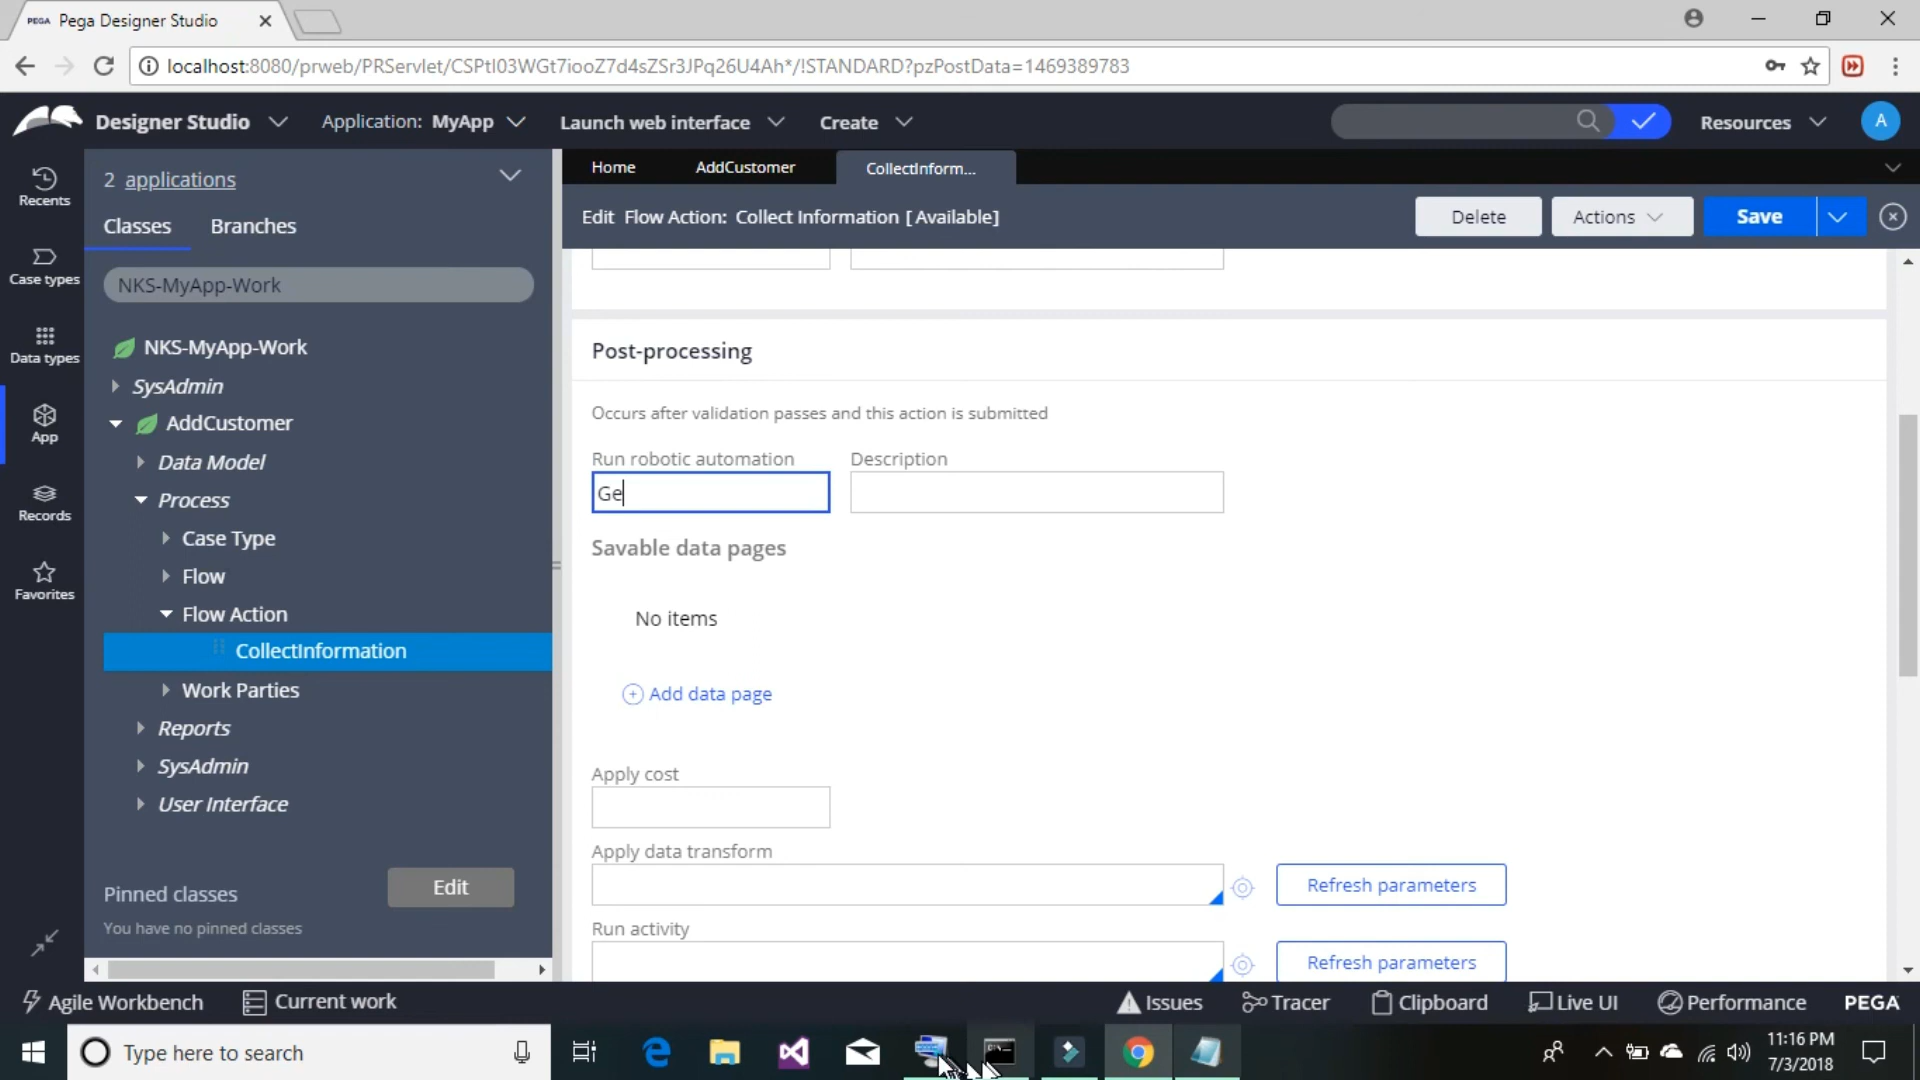 PEGA Pega Designer Studio
localhost:8080/prweb/PRServlet/CSPtI03WGt7iooZ7d4sZSr3JPq26U4Ah*/!STANDARD?pzPostData=1469389783
Designer Studio Application: MyApp Launch web interface Create Resources A
Recents
Case types
Data types
App
Records
Favorites
2 applications
Classes Branches
NKS-MyApp-Work
NKS-MyApp-Work
SysAdmin
AddCustomer
Data Model
Process
Case Type
Flow
Flow Action
CollectInformation
Work Parties
Reports
SysAdmin
User Interface
Pinned classes Edit
You have no pinned classes
Home AddCustomer CollectInform...
Edit Flow Action: Collect Information [ Available] Delete Actions Save
Post-processing
Occurs after validation passes and this action is submitted
Run robotic automation Description
Ge
Savable data pages
No items
Add data page
Apply cost
Apply data transform
Refresh parameters
Run activity
Refresh parameters
Agile Workbench Current work Issues Tracer Clipboard Live UI Performance PEGA
Type here to search
11:16 PM
7/3/2018